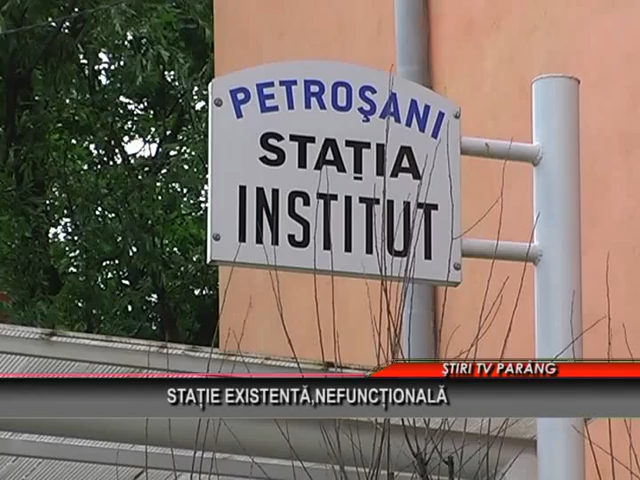 PETROŞANI
STAŢIA
INSTITUT
ŞTIRI TV PARÂNG
STAŢIE EXISTENTĂ,NEFUNCŢIONALĂ